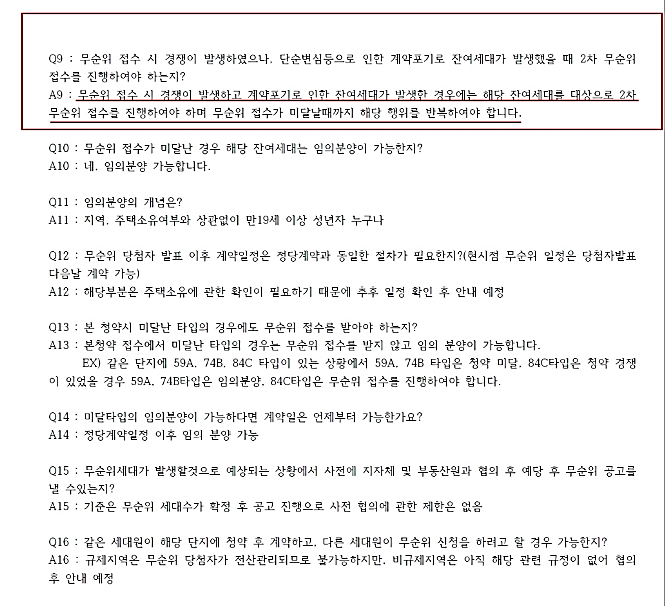 Q9 : 무순위 접수 시 경쟁이 발생하였으나, 단순변심등으로 인한 계약포기로 잔여세대가 발생했을 때 2차 무순위
접수를 진행하여야 하는지?
A9 : 무순위 접수 시 경쟁이 발생하고 계약포기로 인한 잔여세대가 발생한 경우에는 해당 잔여세대를 대상으로 2차
무순위 접수를 진행하여야 하며 무순위 접수가 미달날때까지 해당 행위를 반복하여야 합니다.
Q10 : 무순위 접수가 미달난 경우 해당 잔여세대는 임의분양이 가능한지?
A10 : 네, 임의분양 가능합니다.
Q11 : 임의분양의 개념은?
A11 : 지역, 주택소유여부와 상관없이 만19세 이상 성년자 누구나
Q12 : 무순위 당첨자 발표 이후 계약일정은 정당계약과 동일한 절차가 필요한지?(현시점 무순위 일정은 당첨자발표
다음날 계약 가능)
A12 : 해당부분은 주택소유에 관한 확인이 필요하기 때문에 추후 일정 확인 후 안내 예정
Q13 : 본 청약시 미달난 타입의 경우에도 무순위 접수를 받아야 하는지?
A13 : 본청약 접수에서 미달난 타입의 경우는 무순위 접수를 받지 않고 임의 분양이 가능합니다.
EX) 같은 단지에 59A, 74B, 84C 타입이 있는 상황에서 59A, 74B 타입은 청약 미달, 84C타입은 청약 경쟁
이 있었을 경우 59A, 74B타입은 임의분양, 84C타입은 무순위 접수를 진행하여야 합니다.
Q14 : 미달타입의 임의분양이 가능하다면 계약일은 언제부터 가능한가요?
A14 : 정당계약일정 이후 임의 분양 가능
Q15 : 무순위세대가 발생할것으로 예상되는 상황에서 사전에 지자체 및 부동산원과 협의 후 예당 후 무순위 공고를
낼 수있는지?
A15 : 기준은 무순위 세대수가 확정 후 공고 진행으로 사전 협의에 관한 제한은 없음
Q16 : 같은 세대원이 해당 단지에 청약 후 계약하고, 다른 세대원이 무순위 신청을 하려고 할 경우 가능한지?
A16 : 규제지역은 무순위 당첨자가 전산관리되므로 불가능하지만, 비규제지역은 아직 해당 관련 규정이 없어 협의
후 안내 예정